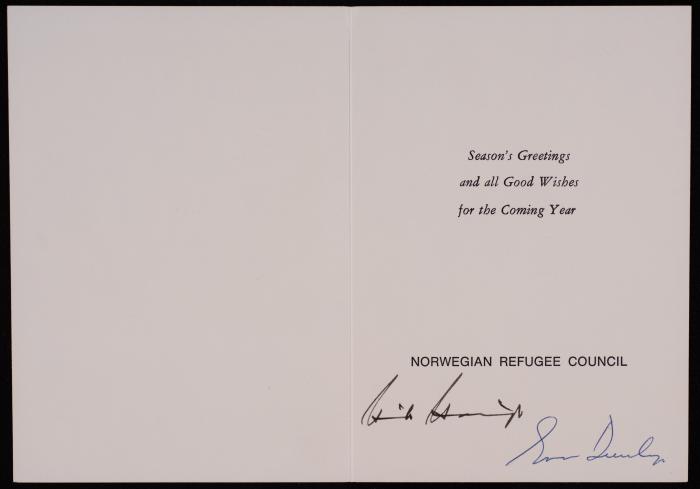 Season's Greetings
and all Good Wishes
for the Coming Year
NORWEGIAN REFUGEE COUNCIL